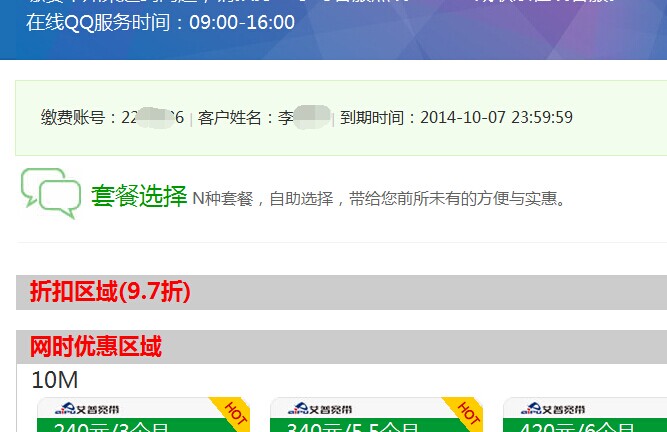 在线QQ服务时间：09:00-16:00
缴费账号：22 6 | 客户姓名：李 | 到期时间：2014-10-07 23:59:59
套餐选择 N种套餐，自助选择，带给您前所未有的方便与实惠。
折扣区域(9.7折)
网时优惠区域
10M
艾普宽带 HOT 艾普宽带 HOT 艾普宽带
240元/3个月 340元/5.5个月 420元/6个月